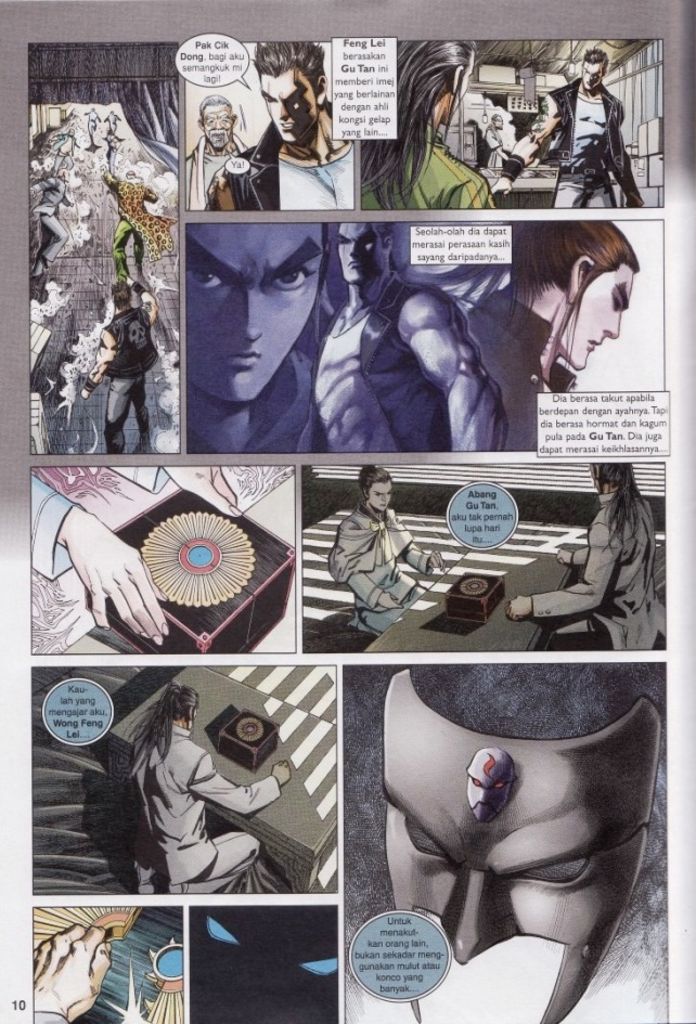 Pak Cik
Dong, bagi aku
semangkuk mi
lagi!
Ya
Feng Lei
berasakan
Gu Tan ini
memberi imej
yang berlainan
dengan ahli
kongsi gelap
yang lain....
Seolah-olah dia dapat
merasai perasaan kasih
sayang daripadanya...
Dia berasa takut apabila
berdepan dengan ayahnya. Tapi
dia berasa hormat dan kagum
pula pada Gu Tan. Dia juga
dapat merasai keikhlasannya....
Abang
Gu Tan,
aku tak pernah
lupa hari
itu....
Kau-
lah yang
mengajar aku,
Wong Feng
Lei....
Untuk
menakut-
kan orang lain,
bukan sekadar meng-
gunakan mulut atau
konco yang
banyak....
10